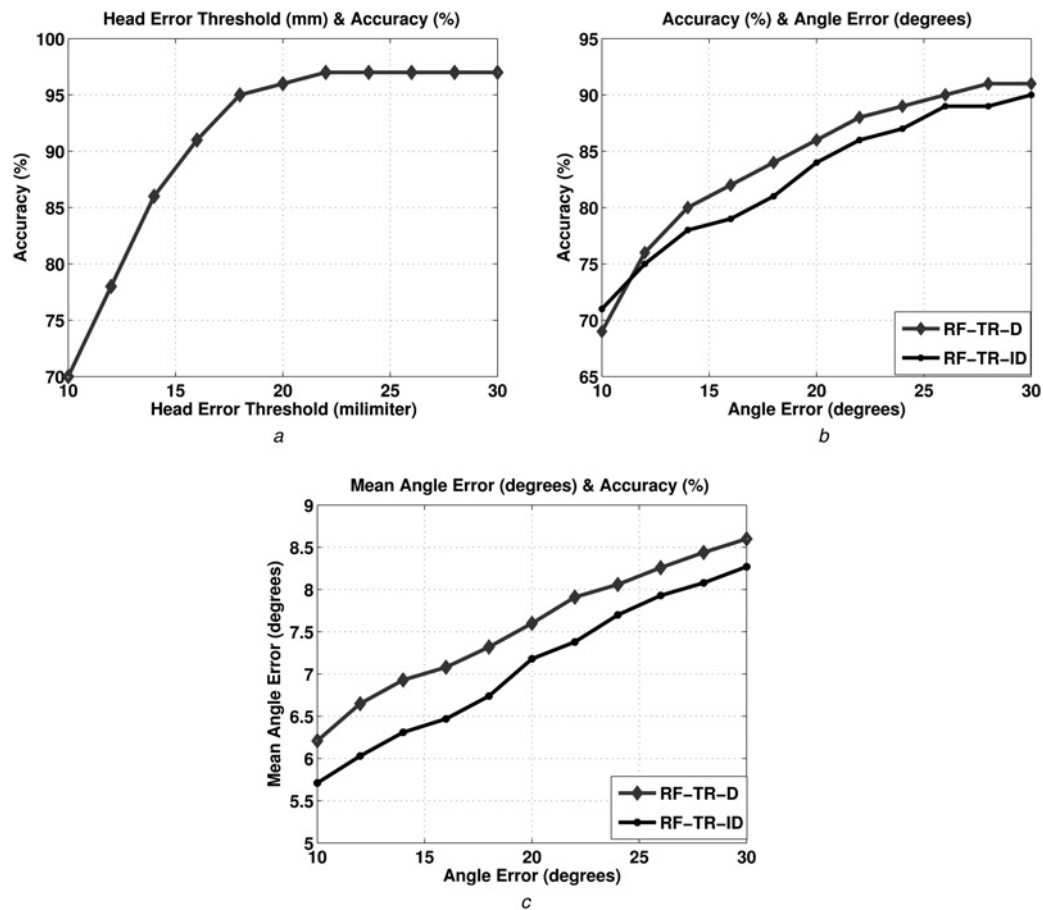 Head Error Threshold (mm) & Accuracy (%)
100
95
90
85
80
75
70
Accuracy (%)
10 15 20 25 30
Head Error Threshold (milimiter)
a
Accuracy (%) & Angle Error (degrees)
95
90
85
80
75
70
65
Accuracy (%)
RF-TR-D
RF-TR-ID
10 15 20 25 30
Angle Error (degrees)
b
Mean Angle Error (degrees) & Accuracy (%)
9
8.5
8
7.5
7
6.5
6
5.5
5
Mean Angle Error (degrees)
RF-TR-D
RF-TR-ID
10 15 20 25 30
Angle Error (degrees)
c